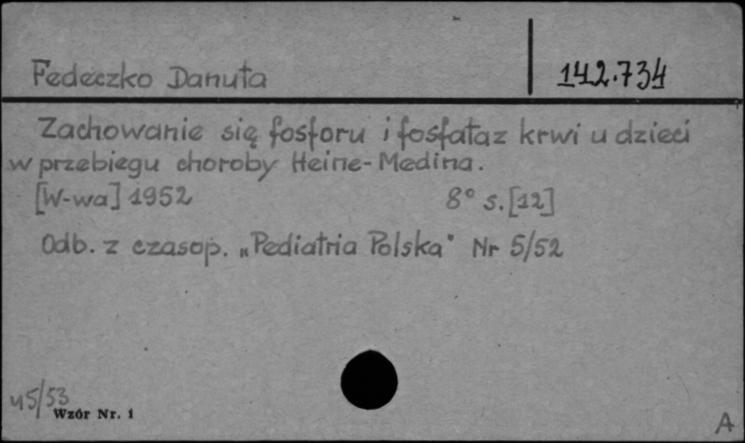 Fedeczko Danuta
142.734
Zachowanie się fosforu i fosfataz krwi u dzieci
w przebiegu choroby Heine-Medina.
[W-wa] 1952 8° s.[12]
Odb. z czasop. „Pediatria Polska" Nr 5/52
45/53
Wzór Nr. 1
A